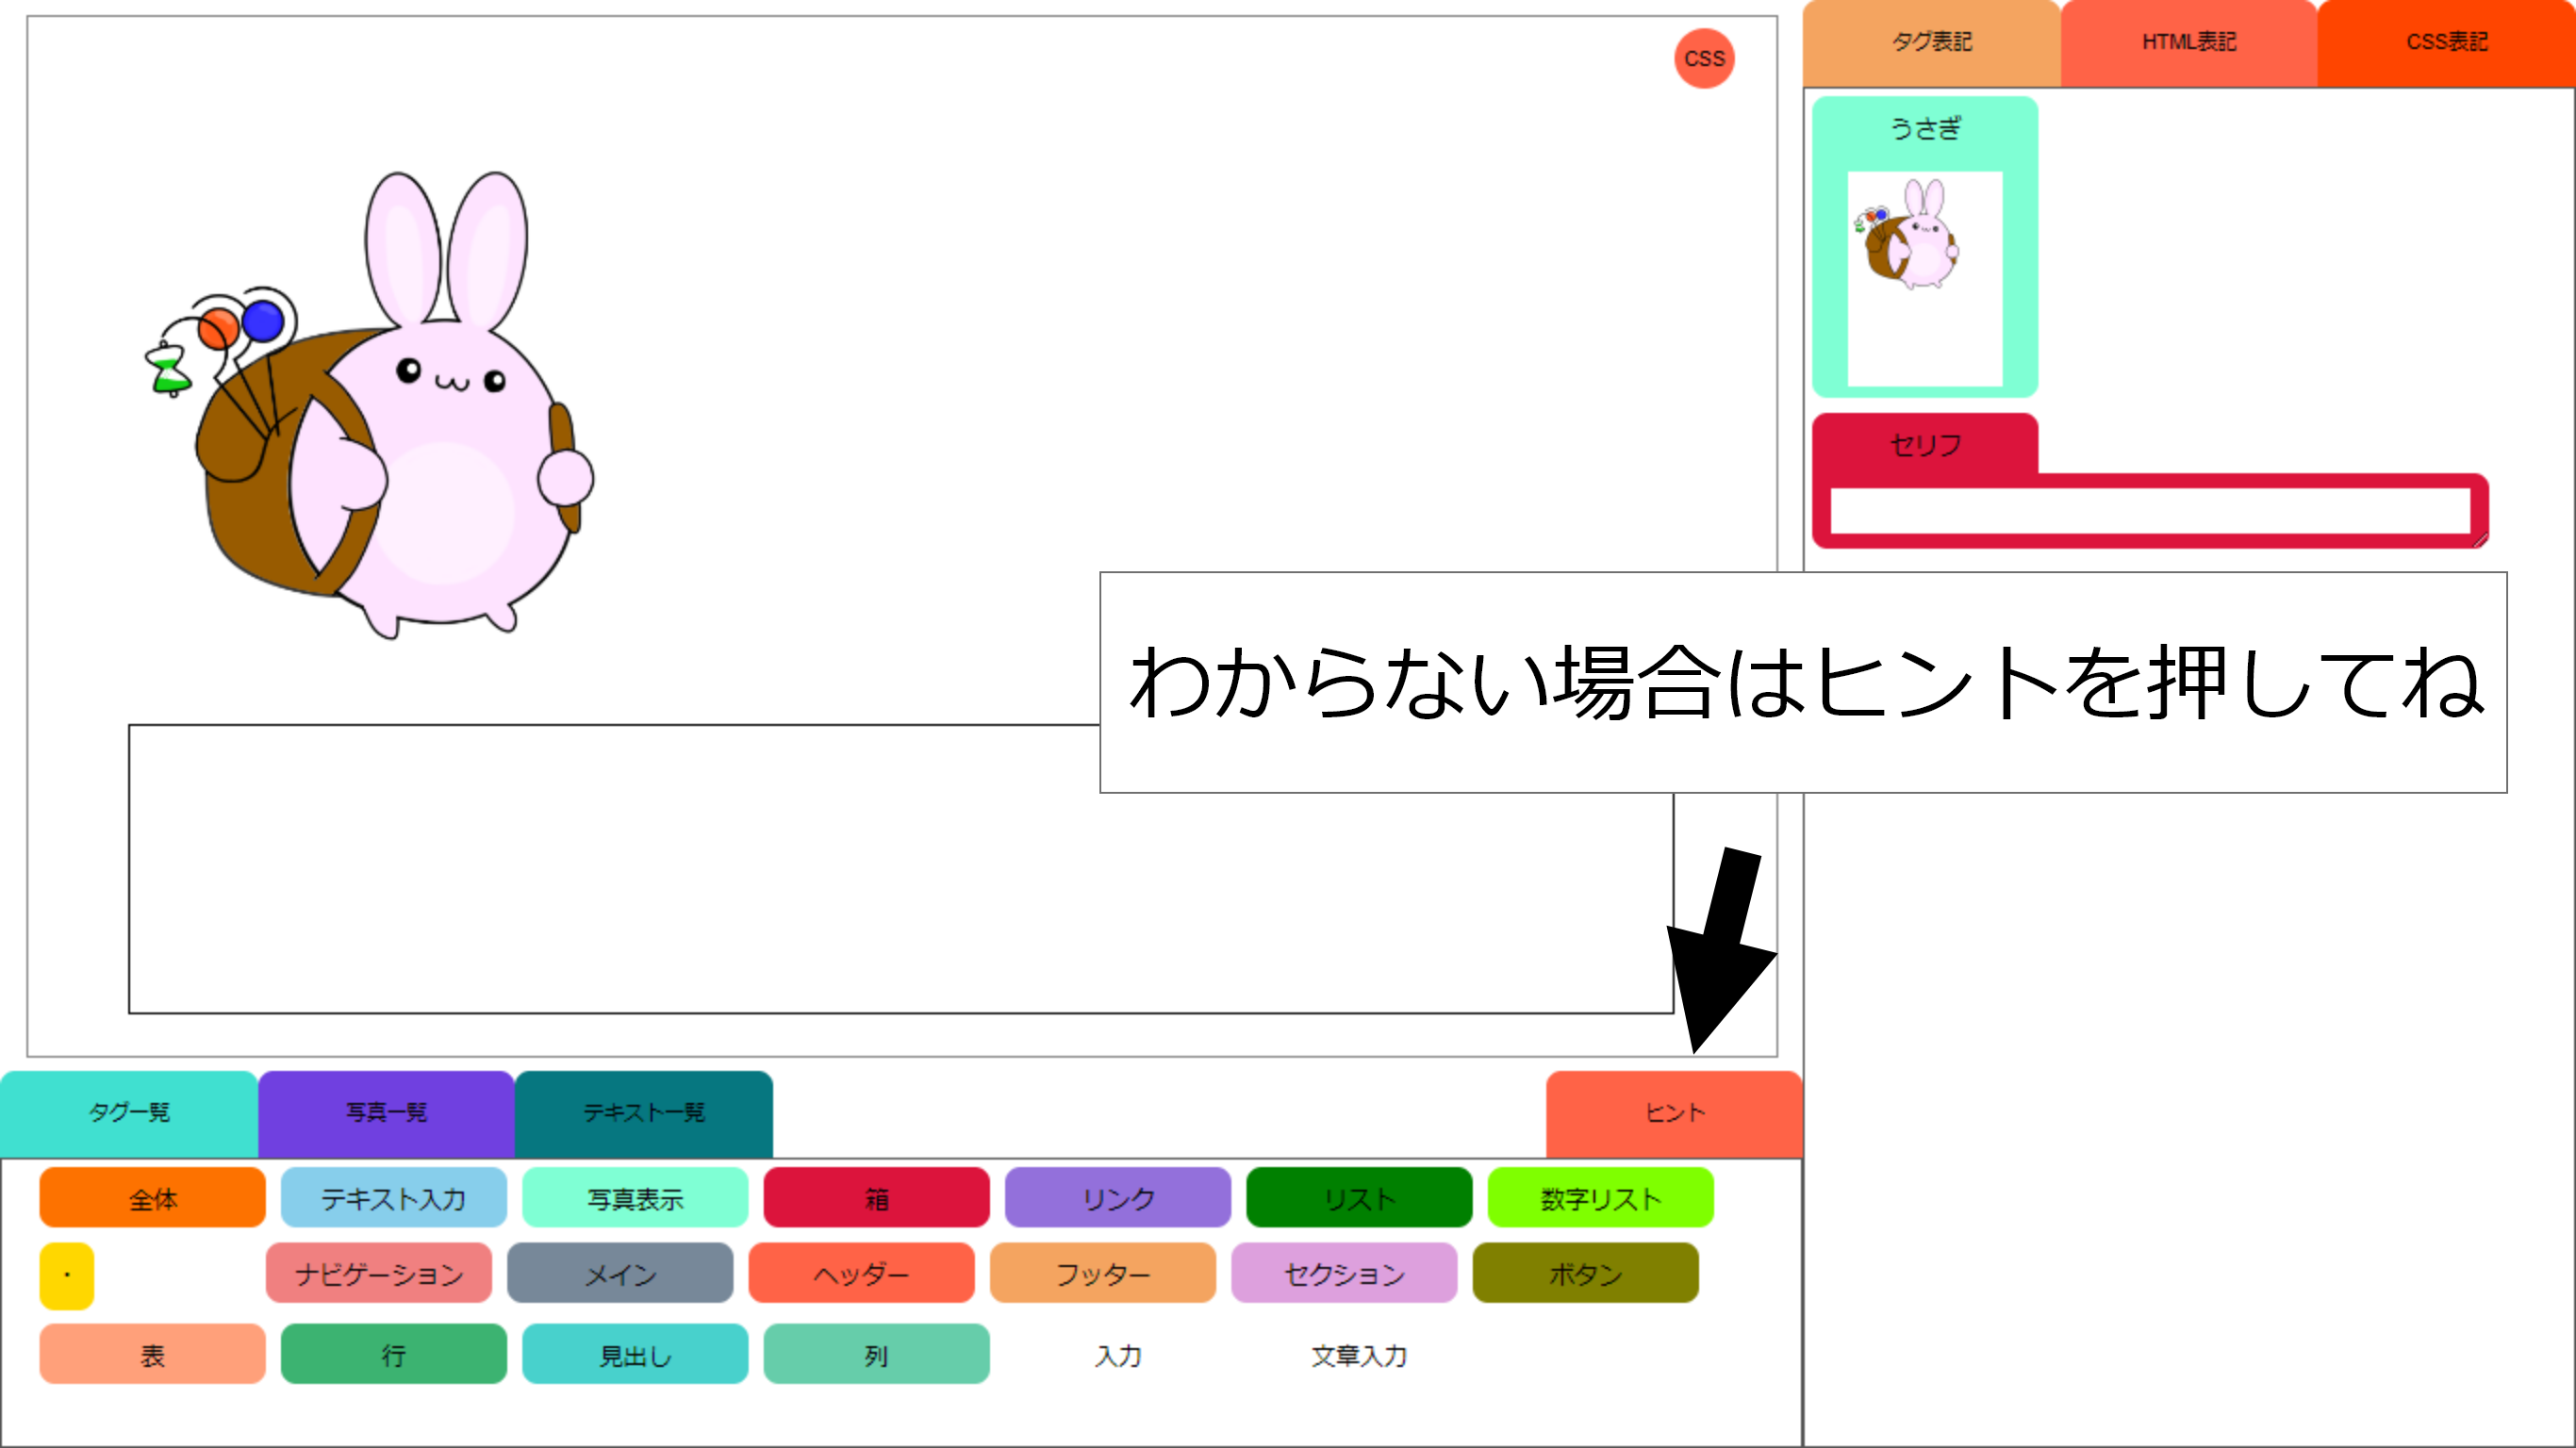 CSS
タグ表記 HTML表記 CSS表記
うさぎ
セリフ
わからない場合はヒントを押してね
タグ一覧 写真一覧 テキスト一覧 ヒント
全体 テキスト入力 写真表示 箱 リンク リスト 数字リスト
・ ナビゲーション メイン ヘッダー フッター セクション ボタン
表 行 見出し 列 入力 文章入力